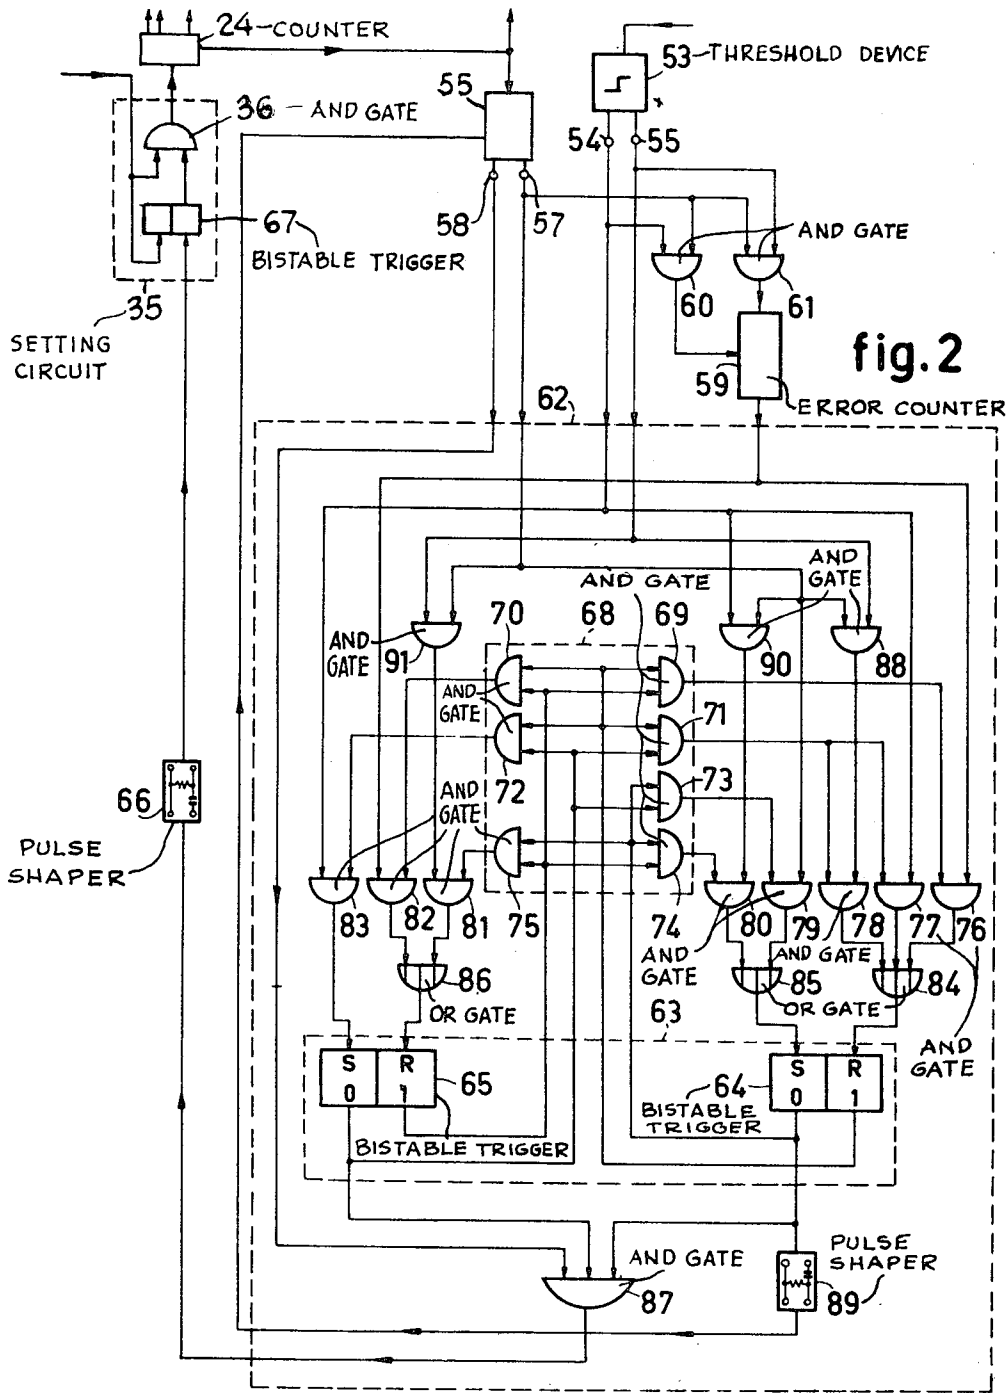 24 COUNTER
53 THRESHOLD DEVICE
55
36 AND GATE
54 55
58 57
67
BISTABLE TRIGGER
AND GATE
60 61
35
SETTING
CIRCUIT
fig.2
59
ERROR COUNTER
62
AND
GATE
AND GATE
70 68 69
AND
GATE
91
90 88
AND
GATE
71
72
73
AND
GATE
66
PULSE
SHAPER
83 82 81 75 74 80 79 78 77 76
AND
GATE
AND GATE
86
85 84
OR GATE
OR GATE
63
AND
GATE
S R
0 1
65
64
S R
0 1
BISTABLE
TRIGGER
BISTABLE TRIGGER
AND GATE
87
PULSE
SHAPER
89